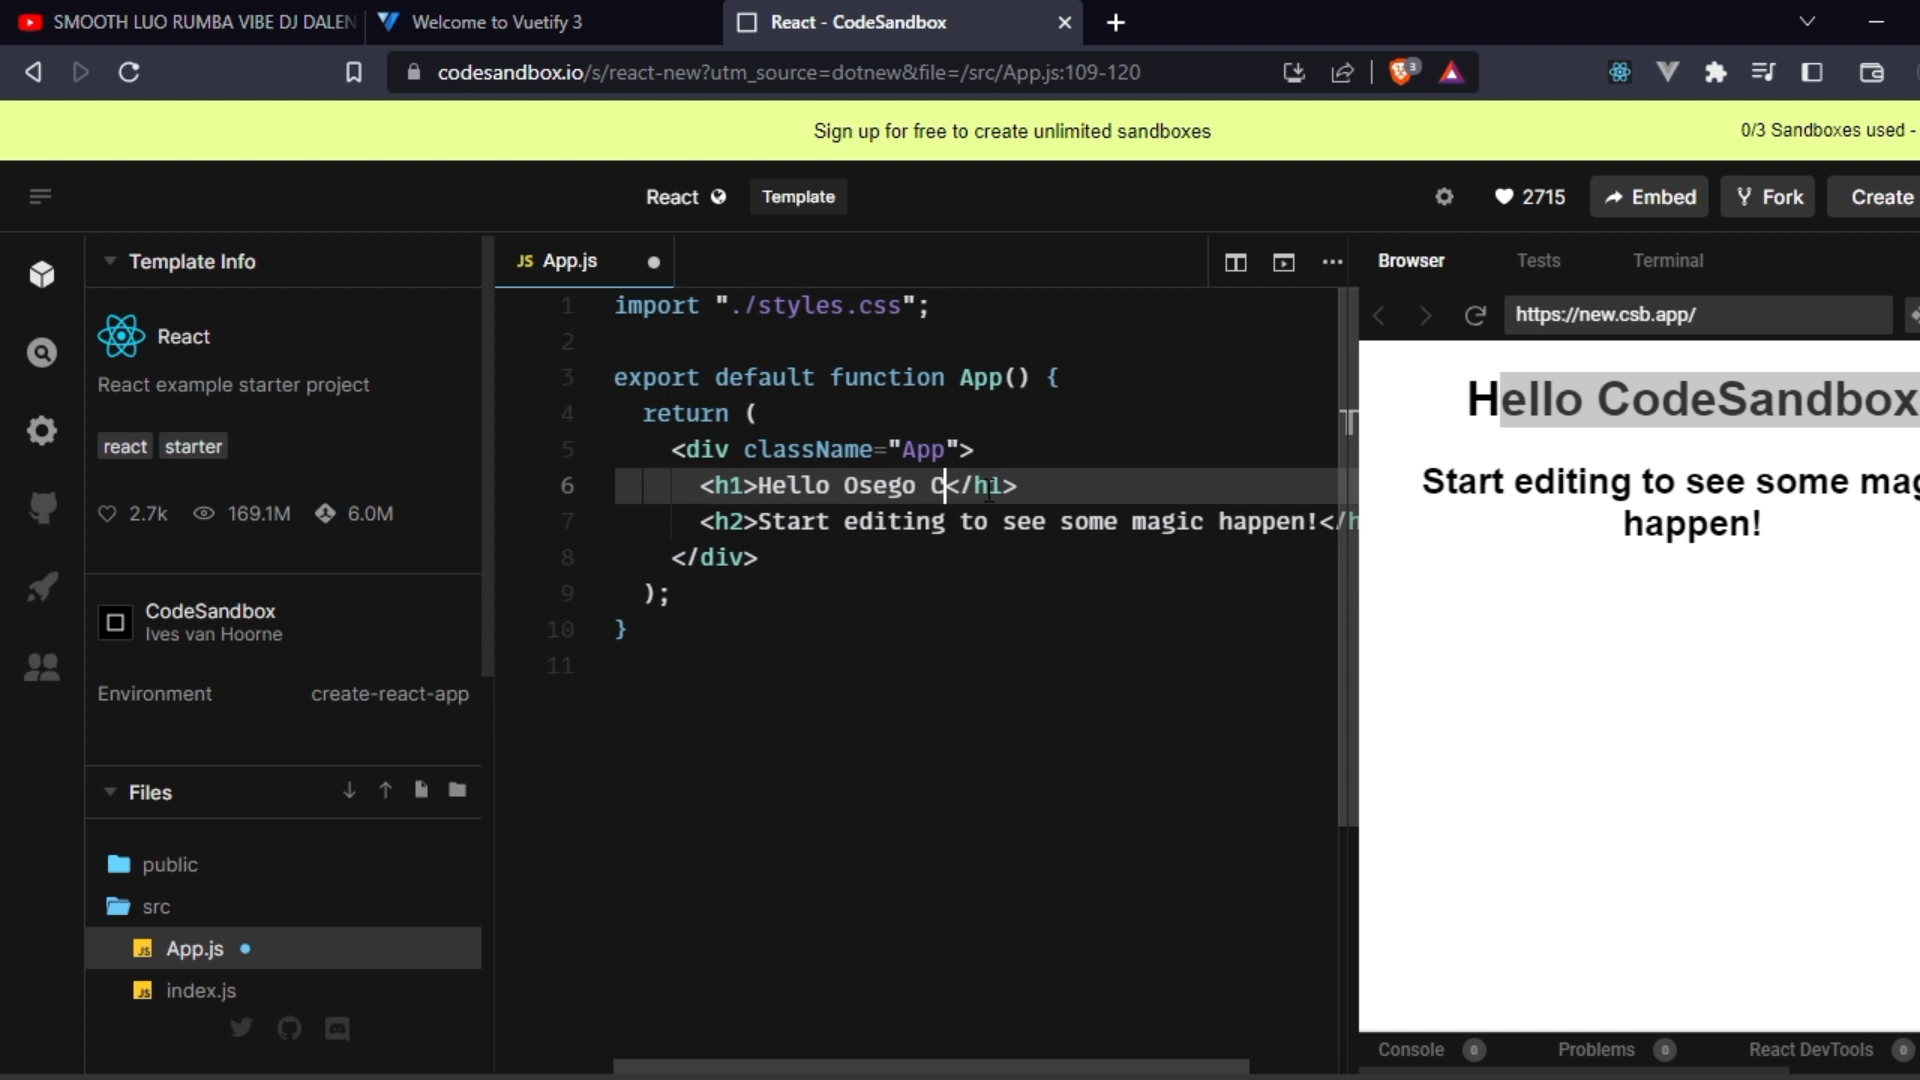 SMOOTH LUO RUMBA VIBE DJ DALEN
Welcome to Vuetify 3
React - CodeSandbox
codesandbox.io/s/react-new?utm_source=dotnew&file=/src/App.js:109-120
3
Sign up for free to create unlimited sandboxes
0/3 Sandboxes used -
React
Template
2715
Embed
Fork
Create
Template Info
React
React example starter project
react
starter
2.7k
169.1M
6.0M
CodeSandbox
Ives van Hoorne
Environment
create-react-app
Files
public
src
JS App.js
JS index.js
JS App.js
1 import "./styles.css";
2
3 export default function App() {
4 return (
5 <div className="App">
6 <h1>Hello Osego C</h1>
7 <h2>Start editing to see some magic happen!</h
8 </div>
9 );
10 }
11
Browser
Tests
Terminal
https://new.csb.app/
Hello CodeSandbox
Start editing to see some mag
happen!
Console 0
Problems 0
React DevTools 0